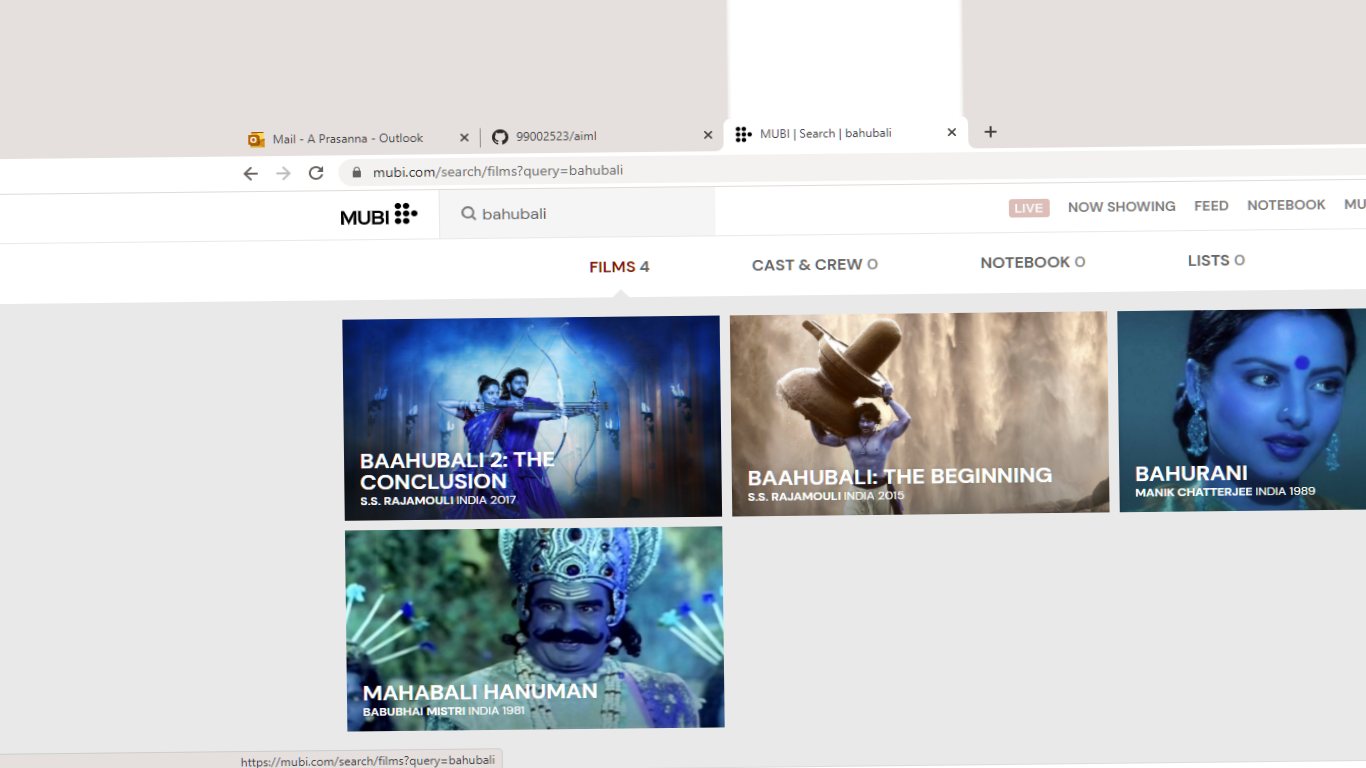 Mail - A Prasanna - Outlook
99002523/aiml
MUBI | Search | bahubali
mubi.com/search/films?query=bahubali
MUBI
bahubali
LIVE NOW SHOWING FEED NOTEBOOK MU
FILMS 4 CAST & CREW 0 NOTEBOOK 0 LISTS 0
BAAHUBALI 2: THE
CONCLUSION
S.S. RAJAMOULI INDIA 2017
BAAHUBALI: THE BEGINNING
S.S. RAJAMOULI INDIA 2015
BAHURANI
MANIK CHATTERJEE INDIA 1989
MAHABALI HANUMAN
BABUBHAI MISTRI INDIA 1981
https://mubi.com/search/films?query=bahubali